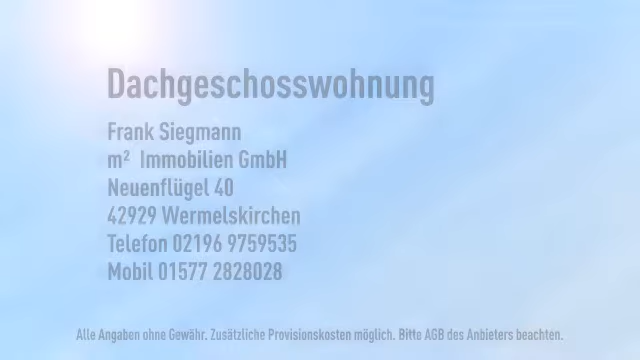 Dachgeschosswohnung
Frank Siegmann
m² Immobilien GmbH
Neuenflügel 40
42929 Wermelskirchen
Telefon 02196 9759535
Mobil 01577 2828028
Alle Angaben ohne Gewähr. Zusätzliche Provisionskosten möglich. Bitte AGB des Anbieters beachten.